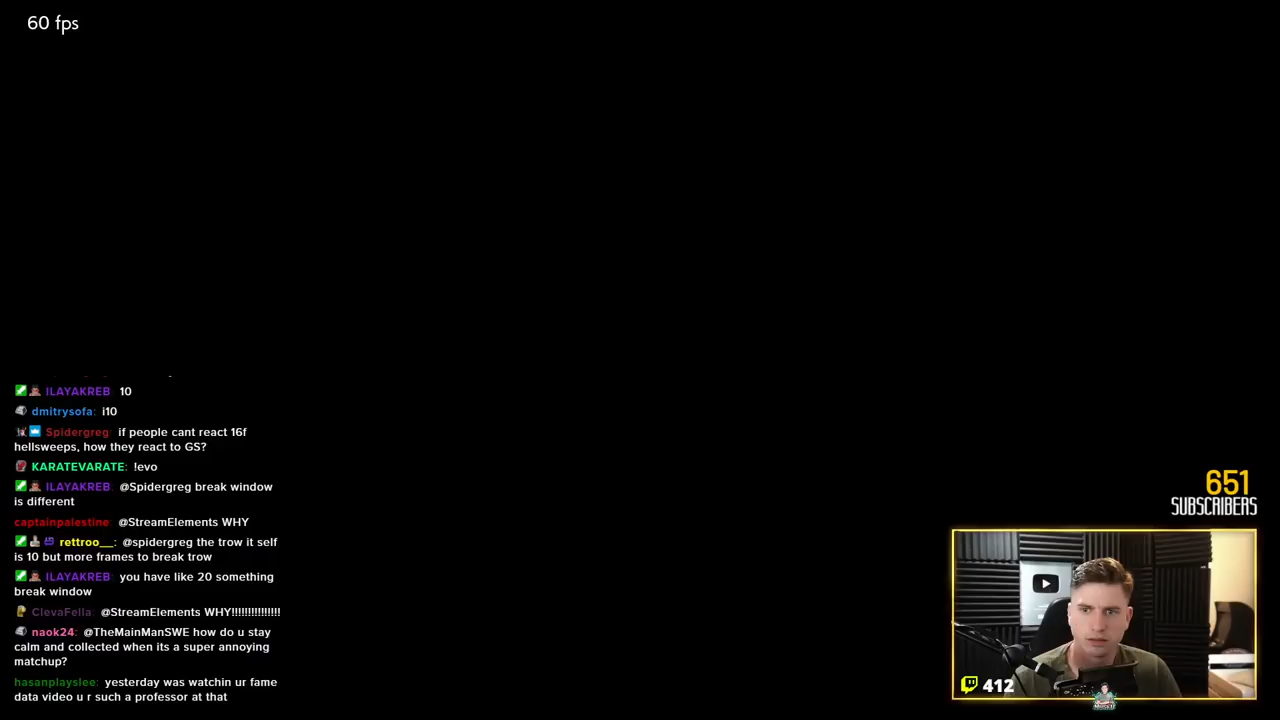 60 fps
ILAYAKREB 10
dmitrysofa: i10
Spidergreg: if people cant react 16f
hellsweeps, how they react to GS?
KARATEVARATE: !evo
ILAYAKREB @Spidergreg break window
is different
captainpalestine @StreamElements WHY
rettroo__: @spidergreg the trow it self
is 10 but more frames to break trow
ILAYAKREB you have like 20 something
break window
ClevaFella: @StreamElements WHY!!!!!!!!!!!!!!!
naok24: @TheMainManSWE how do u stay
calm and collected when its a super annoying
matchup?
hasanplayslee: yesterday was watchin ur fame
data video u r such a professor at that
651
SUBSCRIBERS
412